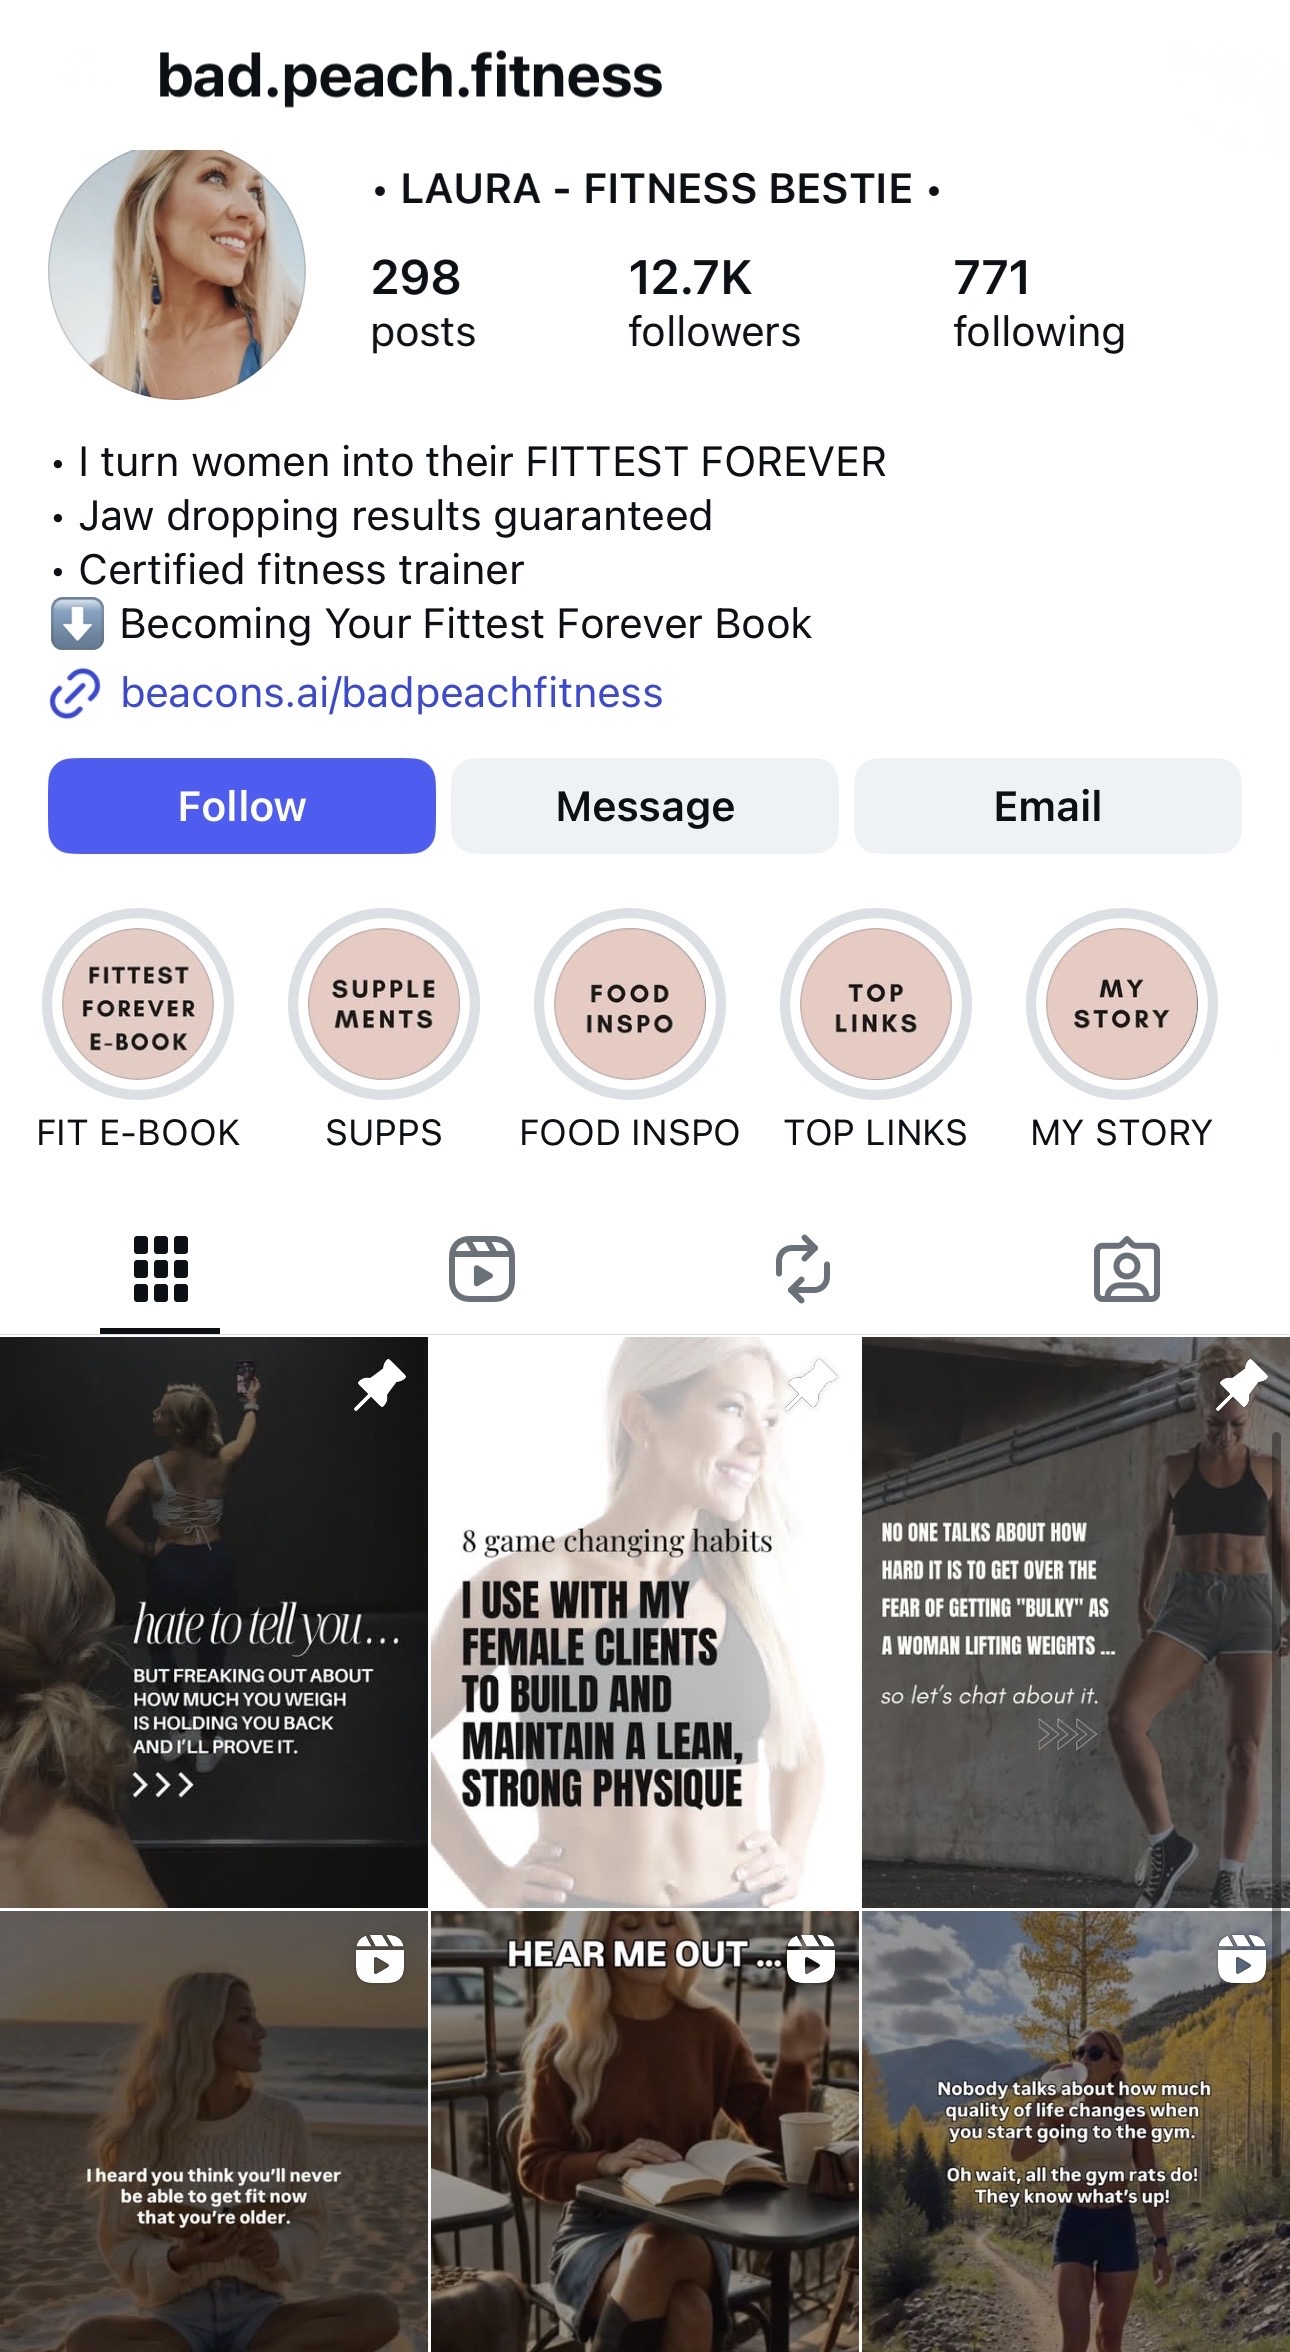 bad.peach.fitness
• LAURA - FITNESS BESTIE •
298 12.7K 771
posts followers following
• I turn women into their FITTEST FOREVER
• Jaw dropping results guaranteed
• Certified fitness trainer
⬇️ Becoming Your Fittest Forever Book
beacons.ai/badpeachfitness
Follow Message Email
FITTEST
FOREVER
E-BOOK
SUPPLE
MENTS
FOOD
INSPO
TOP
LINKS
MY
STORY
FIT E-BOOK SUPPS FOOD INSPO TOP LINKS MY STORY
hate to tell you...
BUT FREAKING OUT ABOUT
HOW MUCH YOU WEIGH
IS HOLDING YOU BACK
AND I'LL PROVE IT.
>>>
8 game changing habits
I USE WITH MY
FEMALE CLIENTS
TO BUILD AND
MAINTAIN A LEAN,
STRONG PHYSIQUE
NO ONE TALKS ABOUT HOW
HARD IT IS TO GET OVER THE
FEAR OF GETTING "BULKY" AS
A WOMAN LIFTING WEIGHTS ...
so let's chat about it.
I heard you think you'll never
be able to get fit now
that you're older.
HEAR ME OUT ...
Nobody talks about how much
quality of life changes when
you start going to the gym.
Oh wait, all the gym rats do!
They know what's up!